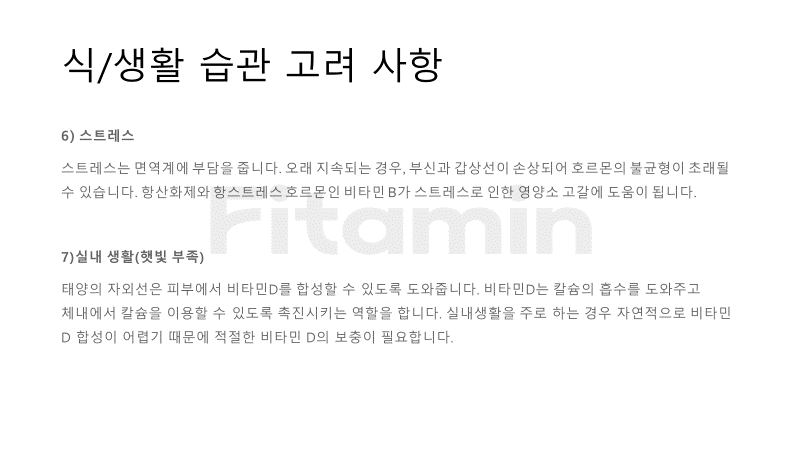 식/생활 습관 고려 사항
6) 스트레스
스트레스는 면역계에 부담을 줍니다. 오래 지속되는 경우, 부신과 갑상선이 손상되어 호르몬의 불균형이 초래될
수 있습니다. 항산화제와 항스트레스 호르몬인 비타민 B가 스트레스로 인한 영양소 고갈에 도움이 됩니다.
Fitamin
7)실내 생활(햇빛 부족)
태양의 자외선은 피부에서 비타민D를 합성할 수 있도록 도와줍니다. 비타민D는 칼슘의 흡수를 도와주고
체내에서 칼슘을 이용할 수 있도록 촉진시키는 역할을 합니다. 실내생활을 주로 하는 경우 자연적으로 비타민
D 합성이 어렵기 때문에 적절한 비타민 D의 보충이 필요합니다.